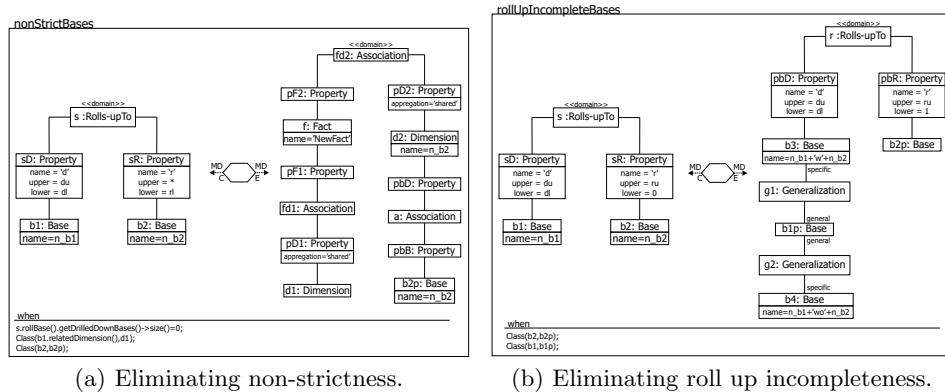 nonStrictBases
<<domain>>
fd2: Association
pF2: Property
pD2: Property
appregation='shared'
<<domain>>
s :Rolls-upTo
f: Fact
name='NewFact'
d2: Dimension
name=n_b2
sD: Property
name = 'd'
upper = du
lower = dl
sR: Property
name = 'r'
upper = *
lower = rl
MD
MD
C
E
pF1: Property
pbD: Property
fd1: Association
a: Association
b1: Base
name=n_b1
b2: Base
name=n_b2
pD1: Property
appregation='shared'
pbB: Property
d1: Dimension
b2p: Base
name=n_b2
when
s.rollBase().getDrilledDownBases()->size()=0;
Class(b1.relatedDimension(),d1);
Class(b2,b2p);
(a) Eliminating non-strictness.
rollUpIncompleteBases
<<domain>>
r :Rolls-upTo
pbD: Property
name = 'd'
upper = du
lower = dl
pbR: Property
name = 'r'
upper = ru
lower = 1
<<domain>>
s :Rolls-upTo
b3: Base
name=n_b1+'w'+n_b2
b2p: Base
specific
sD: Property
name = 'd'
upper = du
lower = dl
sR: Property
name = 'r'
upper = ru
lower = 0
MD
MD
C
E
g1: Generalization
general
b1p: Base
general
b1: Base
name=n_b1
b2: Base
name=n_b2
g2: Generalization
specific
b4: Base
name=n_b1+'wo'+n_b2
when
Class(b2,b2p);
Class(b1,b1p);
(b) Eliminating roll up incompleteness.